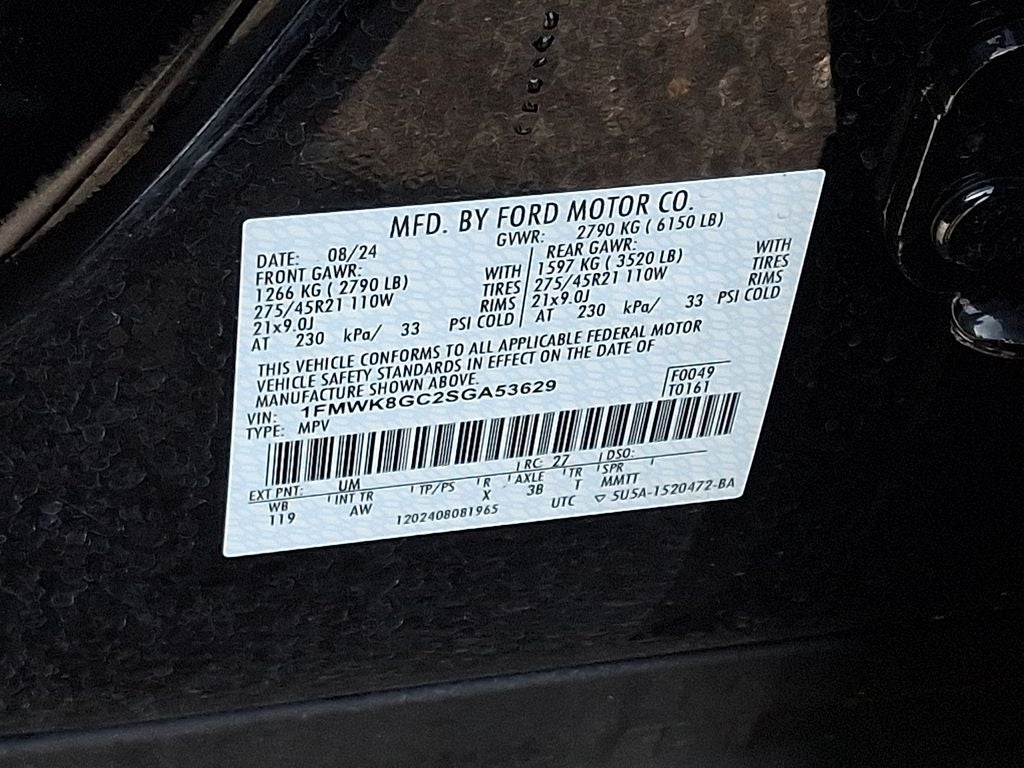 MFD. BY FORD MOTOR CO.
DATE: 08/24 GVWR: 2790 KG ( 6150 LB)
FRONT GAWR: REAR GAWR:
1266 KG ( 2790 LB) WITH 1597 KG ( 3520 LB) WITH
275/45R21 110W TIRES 275/45R21 110W TIRES
21x9.0J RIMS 21x9.0J RIMS
AT 230 kPa/ 33 PSI COLD AT 230 kPa/ 33 PSI COLD
THIS VEHICLE CONFORMS TO ALL APPLICABLE FEDERAL MOTOR
VEHICLE SAFETY STANDARDS IN EFFECT ON THE DATE OF
MANUFACTURE SHOWN ABOVE.
VIN: 1FMWK8GC2SGA53629 F0049
TYPE: MPV T0161
EXT PNT: UM RC: 27 DSO:
WB INT TR TP/PS R AXLE TR SPR
119 AW X 3B T MMTT
1202408081965 UTC ▽ SU5A-1520472-BA